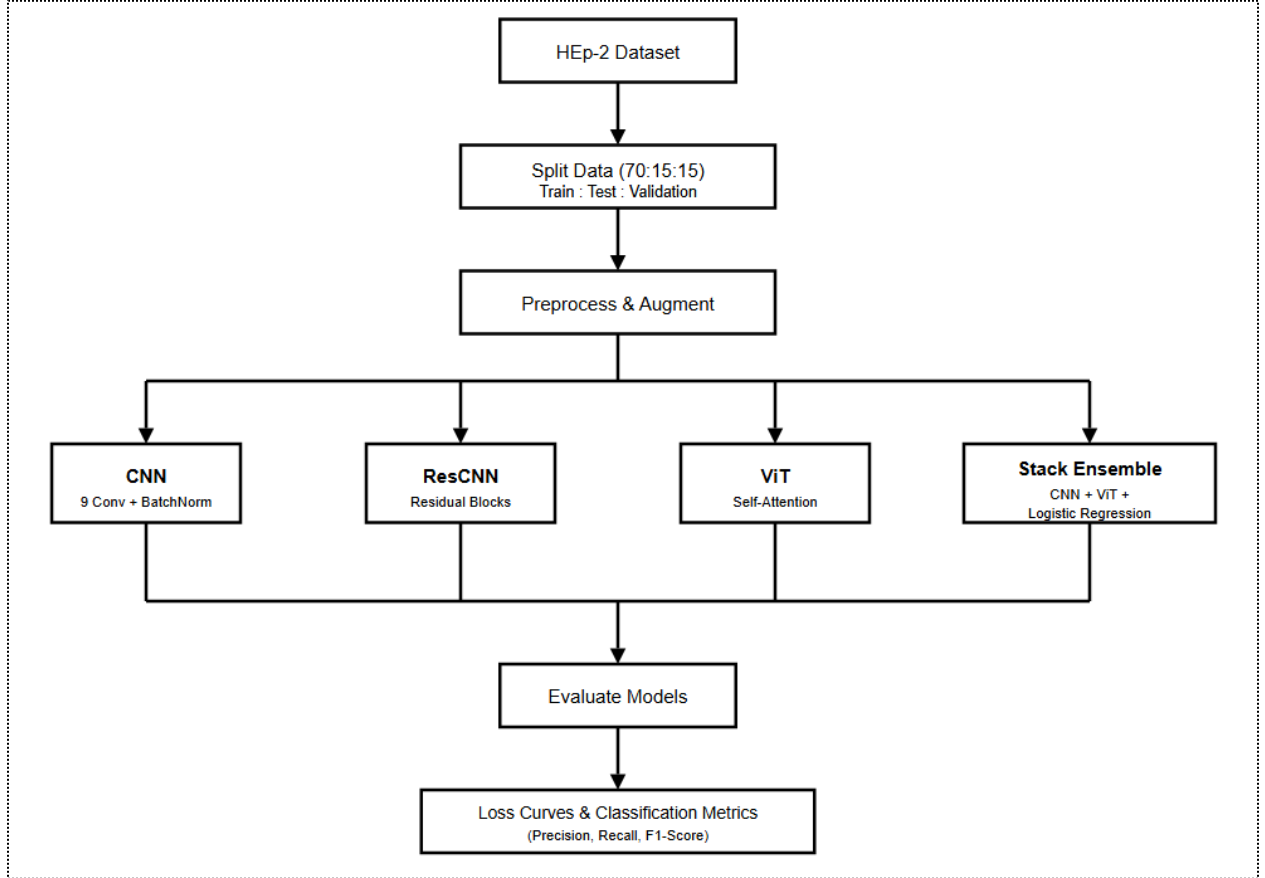 HEp-2 Dataset
Split Data (70:15:15)
Train : Test : Validation
Preprocess & Augment
CNN
9 Conv + BatchNorm
ResCNN
Residual Blocks
ViT
Self-Attention
Stack Ensemble
CNN + ViT +
Logistic Regression
Evaluate Models
Loss Curves & Classification Metrics
(Precision, Recall, F1-Score)